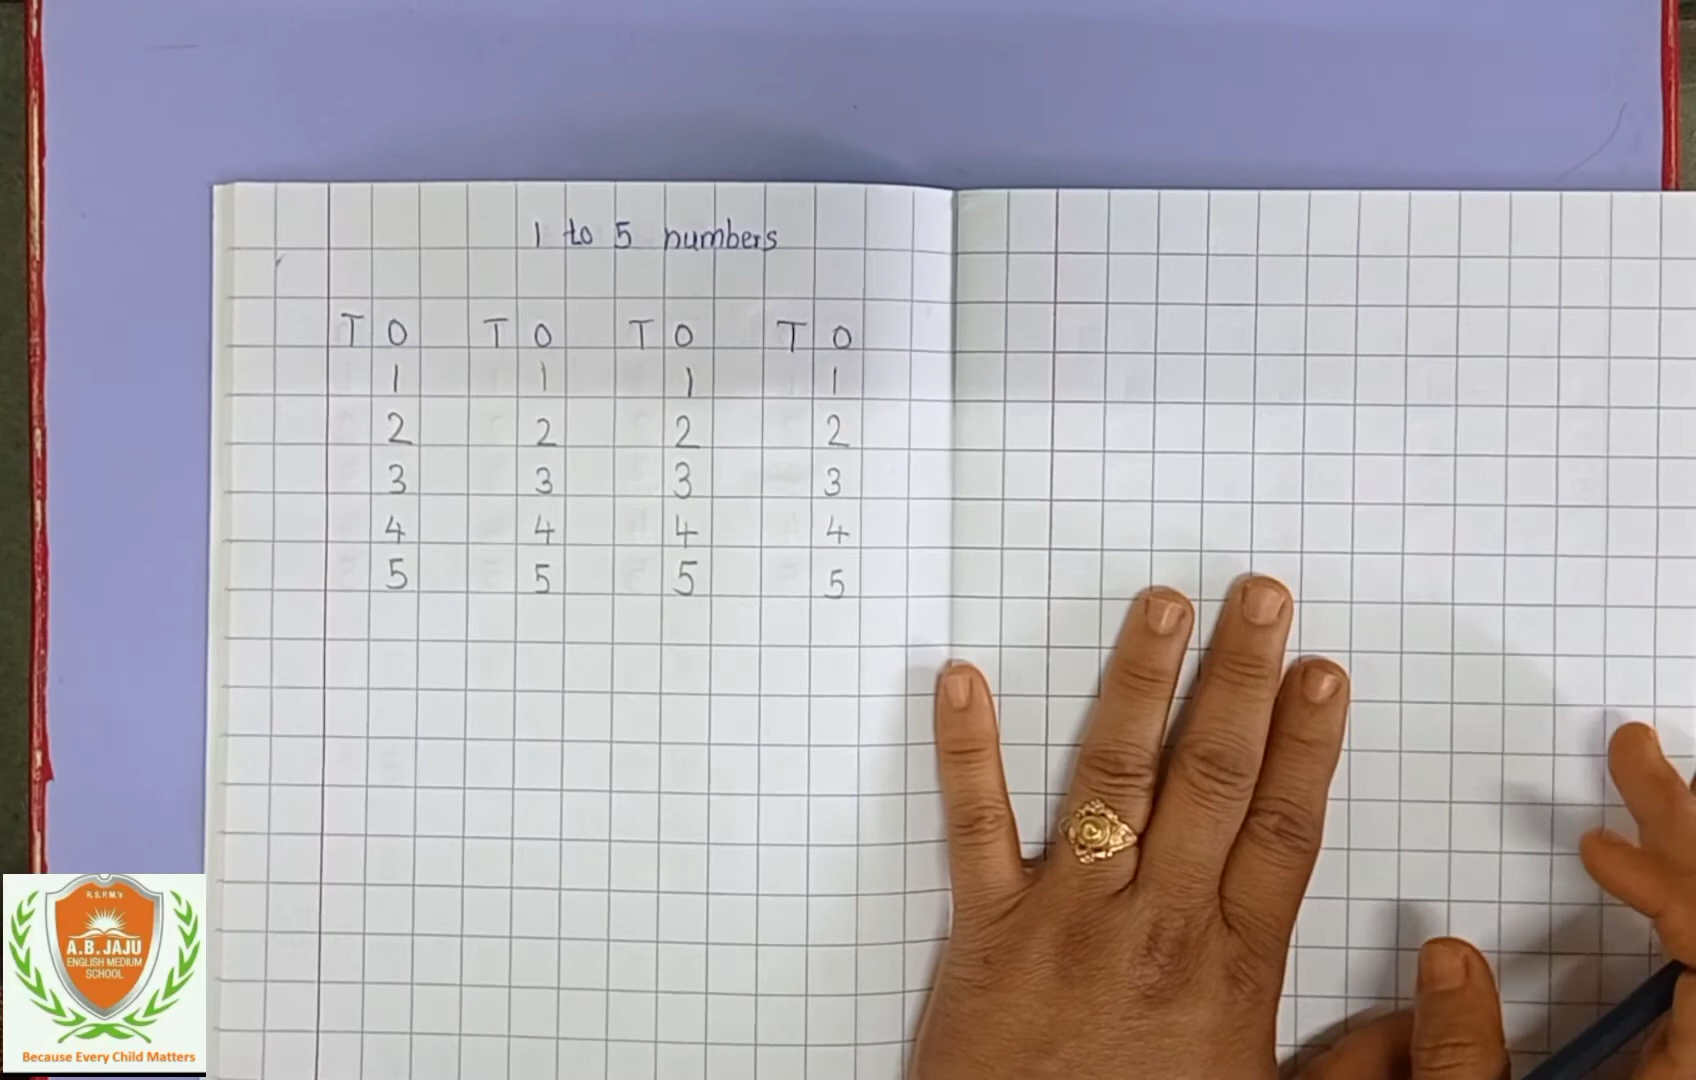 1 to 5 numbers
T O T O T O T O
1 1 1 1
2 2 2 2
3 3 3 3
4 4 4 4
5 5 5 5
R.S.P.M.'s
A.B. JAJU
ENGLISH MEDIUM
SCHOOL
Because Every Child Matters